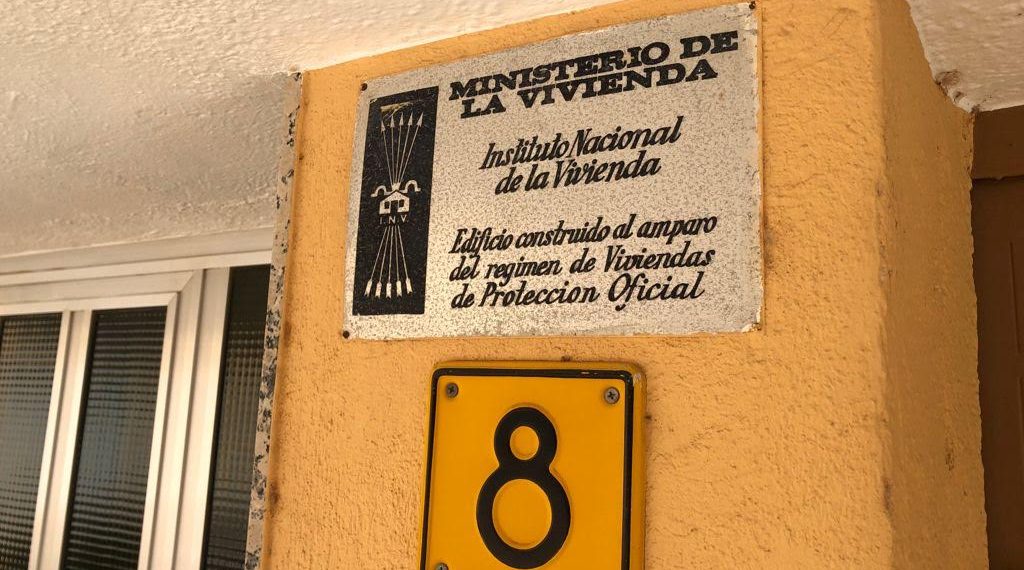 MINISTERIO DE
LA VIVIENDA
Instituto Nacional
de la Vivienda
I.N.V.
Edificio construido al amparo
del regimen de Viviendas
de Proteccion Oficial
8